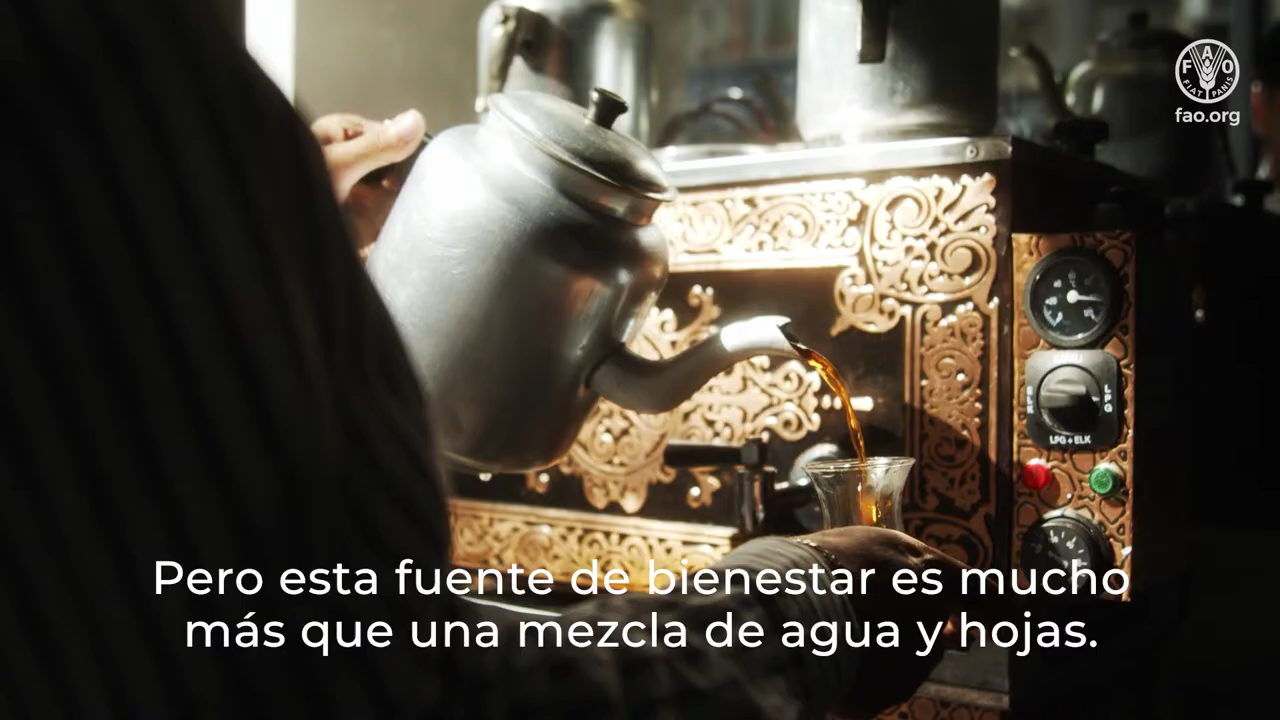 FAO
FIAT PANIS
fao.org
LPG
LPG+ELK
Pero esta fuente de bienestar es mucho
más que una mezcla de agua y hojas.